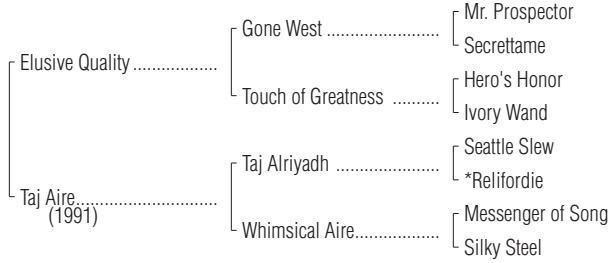 Mr. Prospector
Gone West .....................
Secrettame
Elusive Quality ................
Hero's Honor
Touch of Greatness ..........
Ivory Wand
Seattle Slew
Taj Alriyadh ...................
*Relifordie
Taj Aire...........................
(1991)
Messenger of Song
Whimsical Aire................
Silky Steel